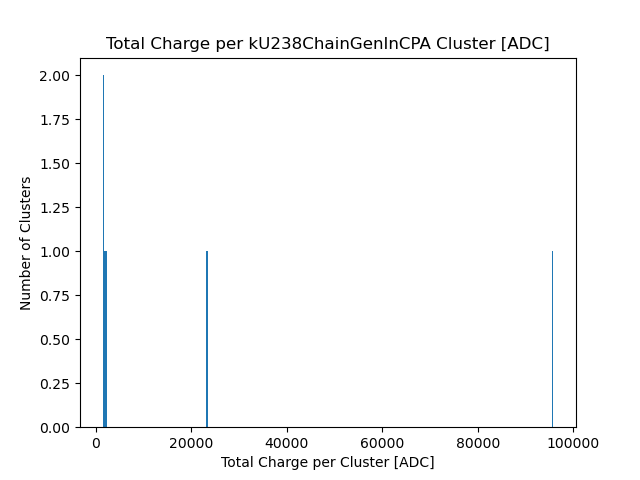 Total Charge per kU238ChainGenInCPA Cluster [ADC]
2.00
1.75
1.50
1.25
1.00
0.75
0.50
0.25
0.00
Number of Clusters
0 20000 40000 60000 80000 100000
Total Charge per Cluster [ADC]